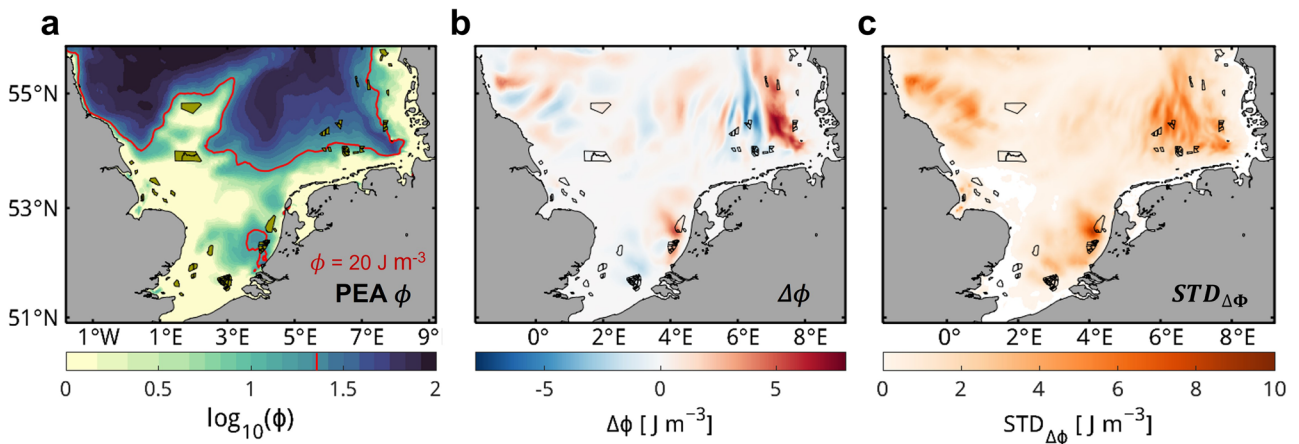 a
b
c
55°N
53°N
51°N
ϕ = 20 J m⁻³
PEA ϕ
Δϕ
STD_ΔΦ
1°W 1°E 3°E 5°E 7°E 9°E
0° 2°E 4°E 6°E 8°E
0° 2°E 4°E 6°E 8°E
0 0.5 1 1.5 2
-5 0 5
0 2 4 6 8 10
log₁₀(ϕ)
Δϕ [ J m⁻³]
STD_Δϕ [ J m⁻³]